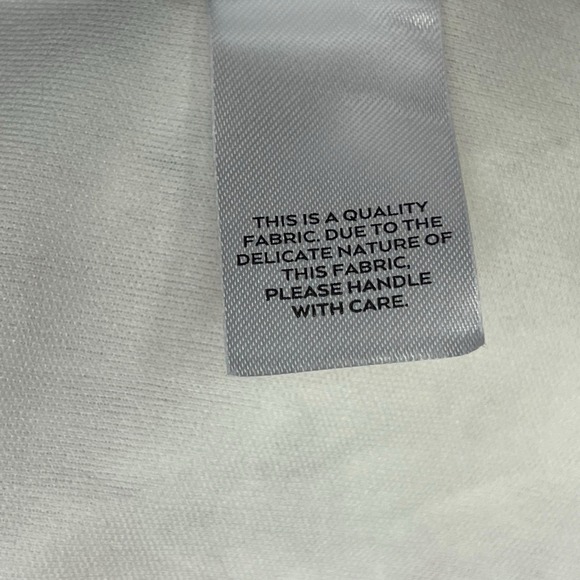 THIS IS A QUALITY
FABRIC. DUE TO THE
DELICATE NATURE OF
THIS FABRIC,
PLEASE HANDLE
WITH CARE.